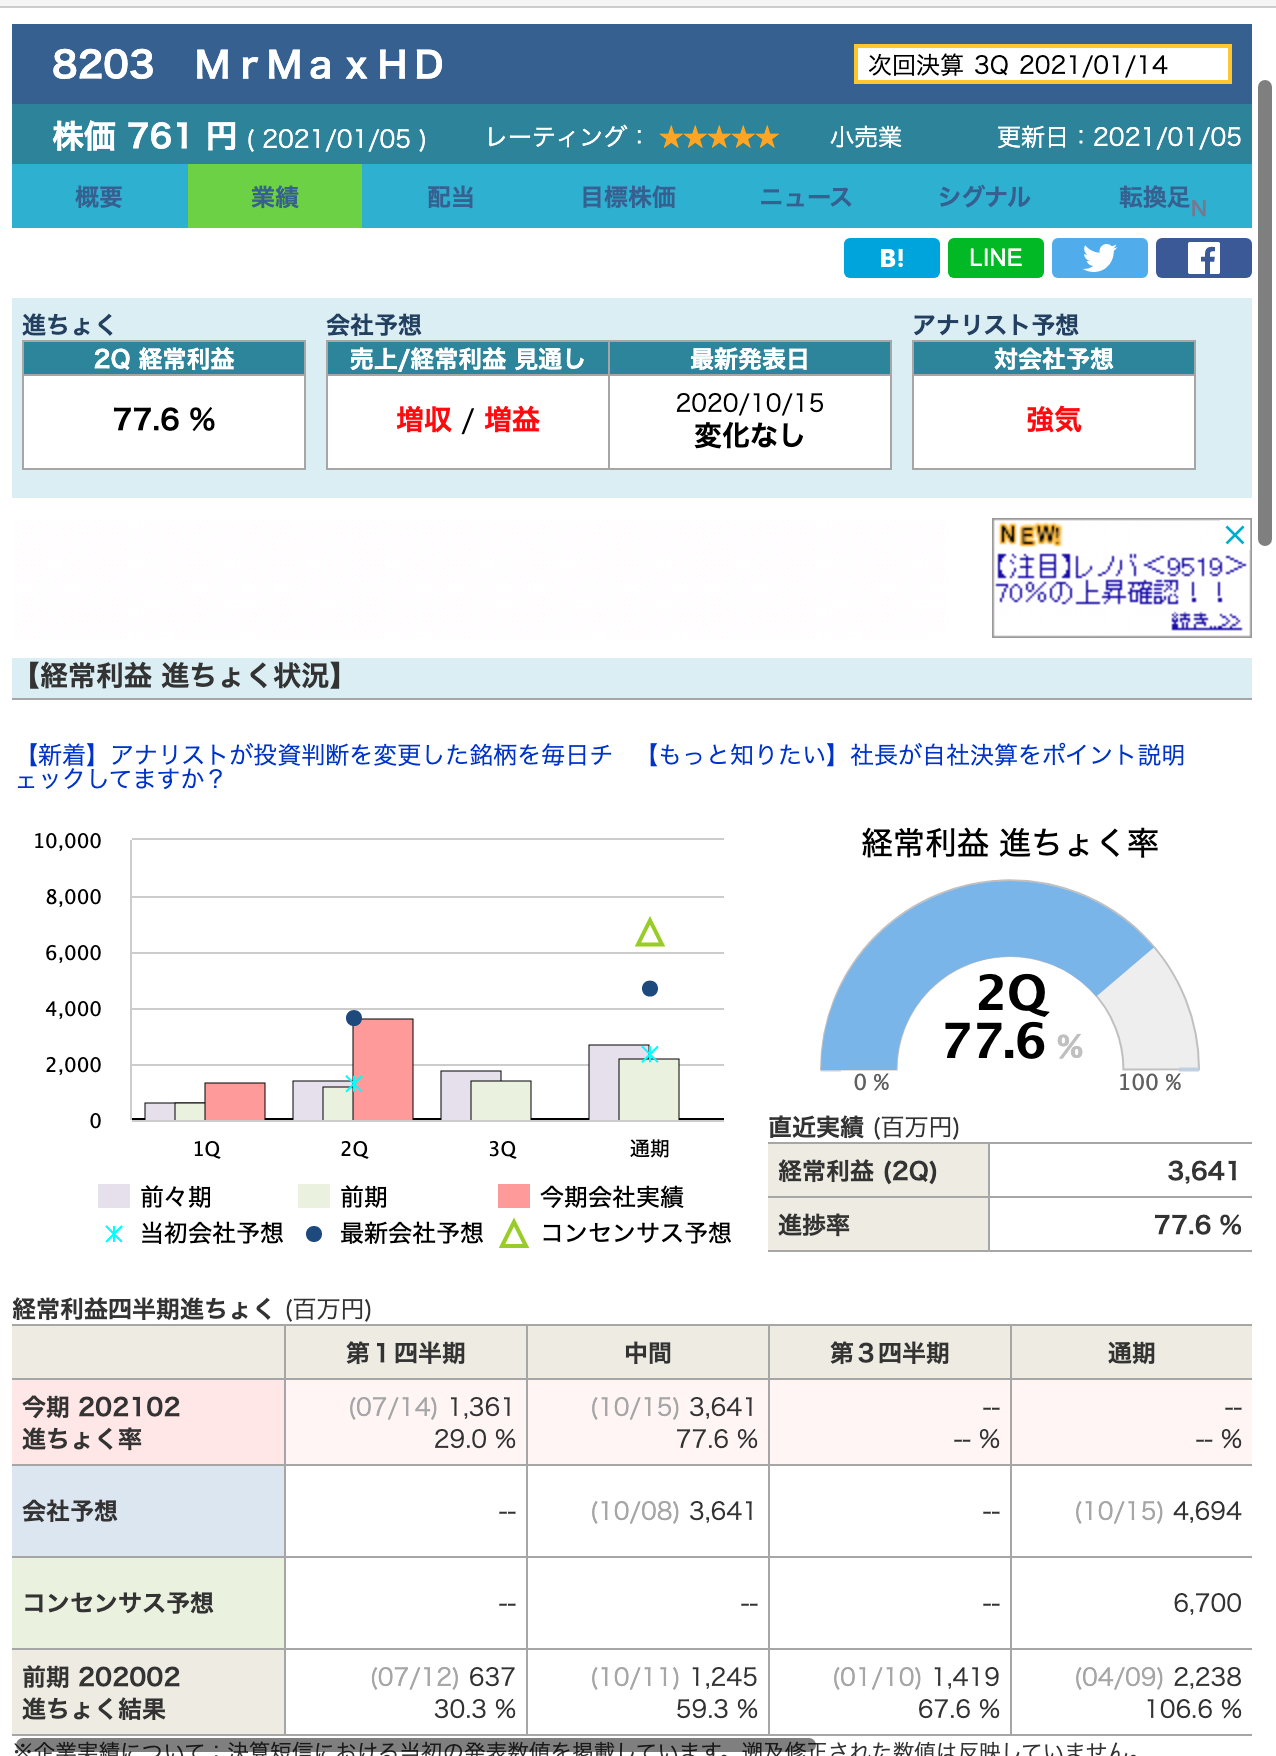 8203 ＭｒＭａｘＨＤ
次回決算 3Q 2021/01/14
株価 761 円 ( 2021/01/05 ) レーティング： ★★★★★ 小売業 更新日：2021/01/05
概要 業績 配当 目標株価 ニュース シグナル 転換足N
B! LINE
進ちょく 会社予想 アナリスト予想
2Q 経常利益 売上/経常利益 見通し 最新発表日 対会社予想
77.6 % 増収 / 増益 2020/10/15 強気
変化なし
NEW!
【注目】レノバ<9519>
70%の上昇確認！！
続き..>>
【経常利益 進ちょく状況】
【新着】アナリストが投資判断を変更した銘柄を毎日チ 【もっと知りたい】社長が自社決算をポイント説明
ェックしてますか？
10,000
8,000
6,000
4,000
2,000
0
1Q 2Q 3Q 通期
前々期 前期 今期会社実績
当初会社予想 最新会社予想 コンセンサス予想
経常利益 進ちょく率
2Q
77.6 %
0 % 100 %
直近実績 (百万円)
経常利益 (2Q) 3,641
進捗率 77.6 %
経常利益四半期進ちょく (百万円)
第１四半期 中間 第３四半期 通期
今期 202102 (07/14) 1,361 (10/15) 3,641 -- --
進ちょく率 29.0 % 77.6 % -- % -- %
会社予想 -- (10/08) 3,641 -- (10/15) 4,694
コンセンサス予想 -- -- -- 6,700
前期 202002 (07/12) 637 (10/11) 1,245 (01/10) 1,419 (04/09) 2,238
進ちょく結果 30.3 % 59.3 % 67.6 % 106.6 %
※企業実績について：決算短信における当初の発表数値を掲載しています。遡及修正された数値は反映していません。